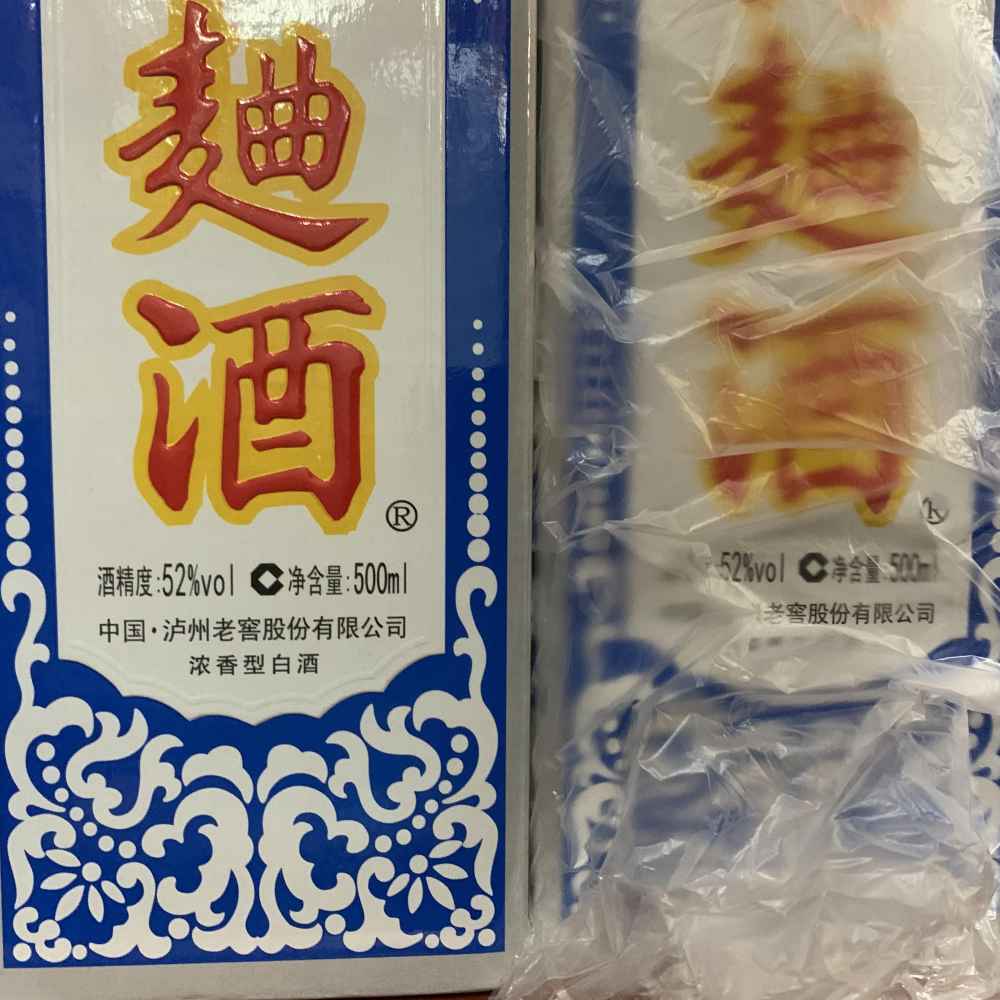 麯
酒
®
酒精度:52%vol 净含量:500ml
中国·泸州老窖股份有限公司
浓香型白酒
52%vol 净含量:500ml
老窖股份有限公司